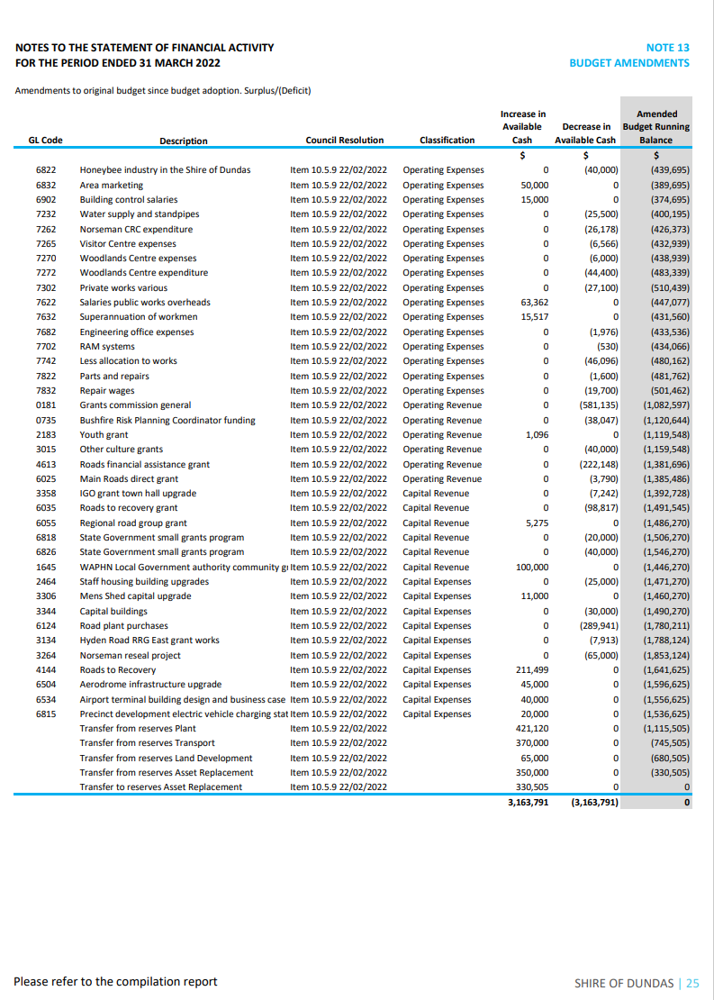 NOTES TO THE STATEMENT OF FINANCIAL ACTIVITY NOTE 13
FOR THE PERIOD ENDED 31 MARCH 2022 BUDGET AMENDMENTS
Amendments to original budget since budget adoption. Surplus/(Deficit)
Increase in Amended
Available Decrease in Budget Running
GL Code Description Council Resolution Classification Cash Available Cash Balance
$ $ $
6822 Honeybee industry in the Shire of Dundas Item 10.5.9 22/02/2022 Operating Expenses 0 (40,000) (439,695)
6832 Area marketing Item 10.5.9 22/02/2022 Operating Expenses 50,000 0 (389,695)
6902 Building control salaries Item 10.5.9 22/02/2022 Operating Expenses 15,000 0 (374,695)
7232 Water supply and standpipes Item 10.5.9 22/02/2022 Operating Expenses 0 (25,500) (400,195)
7262 Norseman CRC expenditure Item 10.5.9 22/02/2022 Operating Expenses 0 (26,178) (426,373)
7265 Visitor Centre expenses Item 10.5.9 22/02/2022 Operating Expenses 0 (6,566) (432,939)
7270 Woodlands Centre expenses Item 10.5.9 22/02/2022 Operating Expenses 0 (6,000) (438,939)
7272 Woodlands Centre expenditure Item 10.5.9 22/02/2022 Operating Expenses 0 (44,400) (483,339)
7302 Private works various Item 10.5.9 22/02/2022 Operating Expenses 0 (27,100) (510,439)
7622 Salaries public works overheads Item 10.5.9 22/02/2022 Operating Expenses 63,362 0 (447,077)
7632 Superannuation of workmen Item 10.5.9 22/02/2022 Operating Expenses 15,517 0 (431,560)
7682 Engineering office expenses Item 10.5.9 22/02/2022 Operating Expenses 0 (1,976) (433,536)
7702 RAM systems Item 10.5.9 22/02/2022 Operating Expenses 0 (530) (434,066)
7742 Less allocation to works Item 10.5.9 22/02/2022 Operating Expenses 0 (46,096) (480,162)
7822 Parts and repairs Item 10.5.9 22/02/2022 Operating Expenses 0 (1,600) (481,762)
7832 Repair wages Item 10.5.9 22/02/2022 Operating Expenses 0 (19,700) (501,462)
0181 Grants commission general Item 10.5.9 22/02/2022 Operating Revenue 0 (581,135) (1,082,597)
0735 Bushfire Risk Planning Coordinator funding Item 10.5.9 22/02/2022 Operating Revenue 0 (38,047) (1,120,644)
2183 Youth grant Item 10.5.9 22/02/2022 Operating Revenue 1,096 0 (1,119,548)
3015 Other culture grants Item 10.5.9 22/02/2022 Operating Revenue 0 (40,000) (1,159,548)
4613 Roads financial assistance grant Item 10.5.9 22/02/2022 Operating Revenue 0 (222,148) (1,381,696)
6025 Main Roads direct grant Item 10.5.9 22/02/2022 Operating Revenue 0 (3,790) (1,385,486)
3358 IGO grant town hall upgrade Item 10.5.9 22/02/2022 Capital Revenue 0 (7,242) (1,392,728)
6035 Roads to recovery grant Item 10.5.9 22/02/2022 Capital Revenue 0 (98,817) (1,491,545)
6055 Regional road group grant Item 10.5.9 22/02/2022 Capital Revenue 5,275 0 (1,486,270)
6818 State Government small grants program Item 10.5.9 22/02/2022 Capital Revenue 0 (20,000) (1,506,270)
6826 State Government small grants program Item 10.5.9 22/02/2022 Capital Revenue 0 (40,000) (1,546,270)
1645 WAPHN Local Government authority community gr Item 10.5.9 22/02/2022 Capital Revenue 100,000 0 (1,446,270)
2464 Staff housing building upgrades Item 10.5.9 22/02/2022 Capital Expenses 0 (25,000) (1,471,270)
3306 Mens Shed capital upgrade Item 10.5.9 22/02/2022 Capital Expenses 11,000 0 (1,460,270)
3344 Capital buildings Item 10.5.9 22/02/2022 Capital Expenses 0 (30,000) (1,490,270)
6124 Road plant purchases Item 10.5.9 22/02/2022 Capital Expenses 0 (289,941) (1,780,211)
3134 Hyden Road RRG East grant works Item 10.5.9 22/02/2022 Capital Expenses 0 (7,913) (1,788,124)
3264 Norseman reseal project Item 10.5.9 22/02/2022 Capital Expenses 0 (65,000) (1,853,124)
4144 Roads to Recovery Item 10.5.9 22/02/2022 Capital Expenses 211,499 0 (1,641,625)
6504 Aerodrome infrastructure upgrade Item 10.5.9 22/02/2022 Capital Expenses 45,000 0 (1,596,625)
6534 Airport terminal building design and business case Item 10.5.9 22/02/2022 Capital Expenses 40,000 0 (1,556,625)
6815 Precinct development electric vehicle charging stat Item 10.5.9 22/02/2022 Capital Expenses 20,000 0 (1,536,625)
Transfer from reserves Plant Item 10.5.9 22/02/2022 421,120 0 (1,115,505)
Transfer from reserves Transport Item 10.5.9 22/02/2022 370,000 0 (745,505)
Transfer from reserves Land Development Item 10.5.9 22/02/2022 65,000 0 (680,505)
Transfer from reserves Asset Replacement Item 10.5.9 22/02/2022 350,000 0 (330,505)
Transfer to reserves Asset Replacement Item 10.5.9 22/02/2022 330,505 0 0
3,163,791 (3,163,791) 0
Please refer to the compilation report SHIRE OF DUNDAS | 25